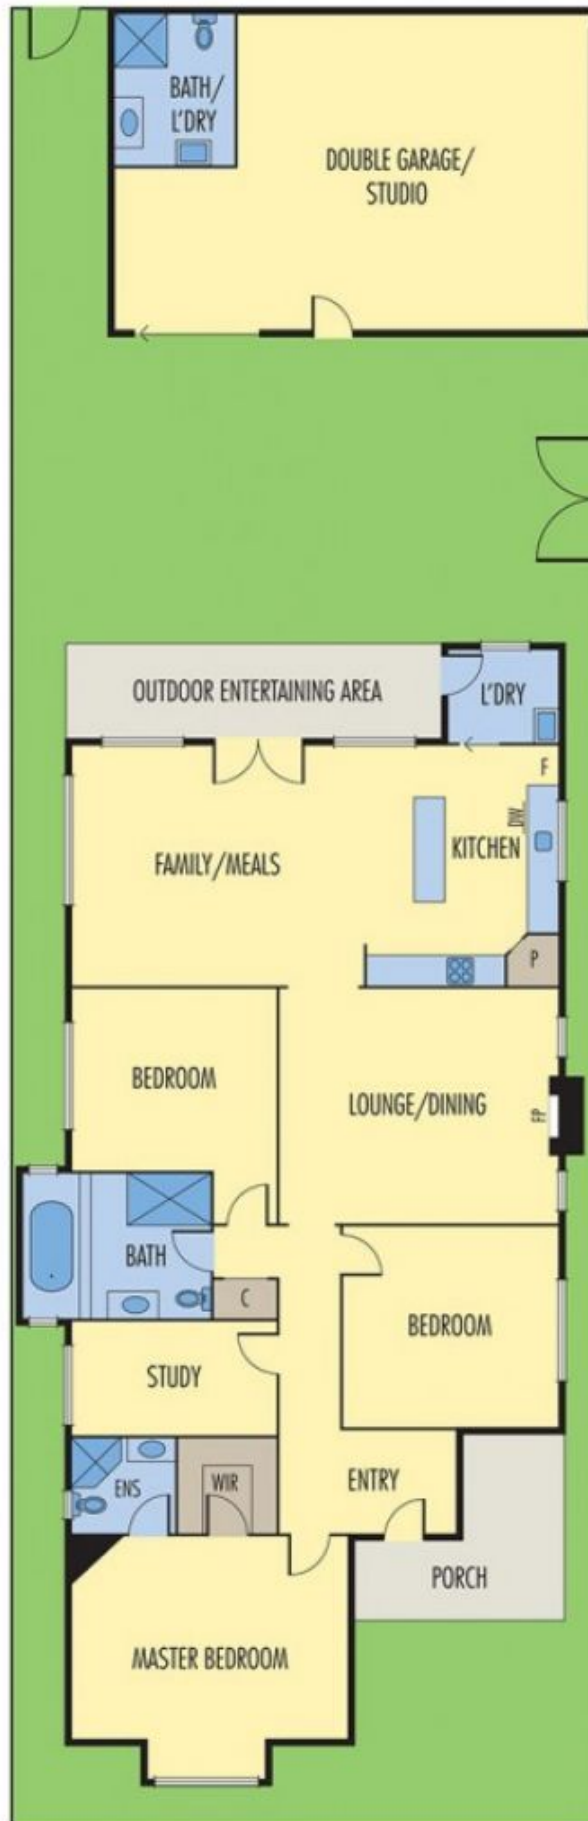 BATH/
L'DRY
DOUBLE GARAGE/
STUDIO
OUTDOOR ENTERTAINING AREA
L'DRY
F
DW
KITCHEN
FAMILY/MEALS
P
BEDROOM
LOUNGE/DINING
FP
BATH
C
BEDROOM
STUDY
ENS
WIR
ENTRY
PORCH
MASTER BEDROOM